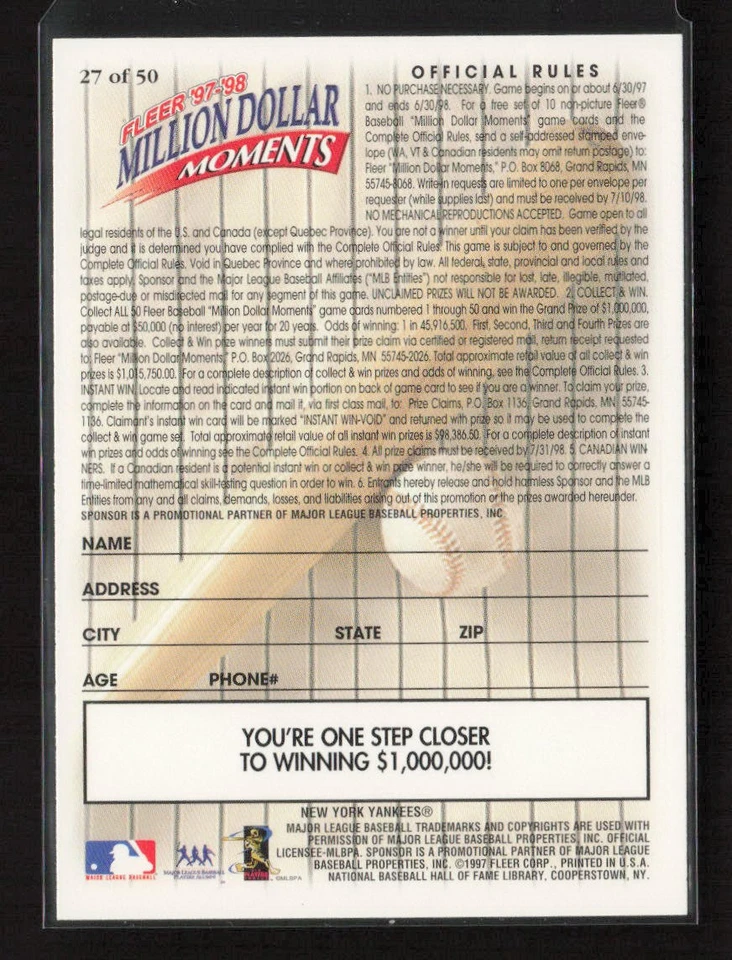 27 of 50
FLEER '97-'98
MILLION DOLLAR
MOMENTS
OFFICIAL RULES
1. NO PURCHASE NECESSARY. Game begins on or about 6/30/97
and ends 6/30/98. For a free set of 10 non-picture Fleer®
Baseball "Million Dollar Moments" game cards and the
Complete Official Rules, send a self-addressed stamped enve-
lope (WA, VT & Canadian residents may omit return postage) to:
Fleer "Million Dollar Moments," P.O. Box 8068, Grand Rapids, MN
55745-8068. Write-in requests are limited to one per envelope per
requester (while supplies last) and must be received by 7/10/98.
NO MECHANICAL REPRODUCTIONS ACCEPTED. Game open to all
legal residents of the U.S. and Canada (except Quebec Province). You are not a winner until your claim has been verified by the
judge and it is determined you have complied with the Complete Official Rules. This game is subject to and governed by the
Complete Official Rules. Void in Quebec Province and where prohibited by law. All federal, state, provincial and local rules and
taxes apply. Sponsor and the Major League Baseball Affiliates ("MLB Entities") not responsible for lost, late, illegible, mutilated,
postage-due or misdirected mail for any segment of this game. UNCLAIMED PRIZES WILL NOT BE AWARDED. 2. COLLECT & WIN.
Collect ALL 50 Fleer Baseball "Million Dollar Moments" game cards numbered 1 through 50 and win the Grand Prize of $1,000,000,
payable at $50,000 (no interest) per year for 20 years. Odds of winning: 1 in 45,916,500. First, Second, Third and Fourth Prizes are
also available. Collect & Win prize winners must submit their prize claim via certified or registered mail, return receipt requested
to: Fleer "Million Dollar Moments," P.O. Box 2026, Grand Rapids, MN 55745-2026. Total approximate retail value of all collect & win
prizes is $1,015,750.00. For a complete description of collect & win prizes and odds of winning, see the Complete Official Rules. 3.
INSTANT WIN. Locate and read indicated instant win portion on back of game card to see if you are a winner. To claim your prize,
complete the information on the card and mail it, via first class mail, to: Prize Claims, P.O. Box 1136, Grand Rapids, MN 55745-
1136. Claimant's instant win card will be marked "INSTANT WIN-VOID" and returned with prize so it may be used to complete the
collect & win game set. Total approximate retail value of all instant win prizes is $98,386.50. For a complete description of instant
win prizes and odds of winning see the Complete Official Rules. 4. All prize claims must be received by 7/31/98. 5. CANADIAN WIN-
NERS. If a Canadian resident is a potential instant win or collect & win prize winner, he/she will be required to correctly answer a
time-limited mathematical skill-testing question in order to win. 6. Entrants hereby release and hold harmless Sponsor and the MLB
Entities from any and all claims, demands, losses, and liabilities arising out of this promotion or the prizes awarded hereunder.
SPONSOR IS A PROMOTIONAL PARTNER OF MAJOR LEAGUE BASEBALL PROPERTIES, INC.
NAME
ADDRESS
CITY STATE ZIP
AGE PHONE#
YOU'RE ONE STEP CLOSER
TO WINNING $1,000,000!
NEW YORK YANKEES®
MAJOR LEAGUE BASEBALL TRADEMARKS AND COPYRIGHTS ARE USED WITH
PERMISSION OF MAJOR LEAGUE BASEBALL PROPERTIES, INC. OFFICIAL
LICENSEE-MLBPA. SPONSOR IS A PROMOTIONAL PARTNER OF MAJOR LEAGUE
BASEBALL PROPERTIES, INC. ©1997 FLEER CORP., PRINTED IN U.S.A.
NATIONAL BASEBALL HALL OF FAME LIBRARY, COOPERSTOWN, NY.
MAJOR LEAGUE BASEBALL
MAJOR LEAGUE BASEBALL
PLAYERS ALUMNI
PLAYERS
©MLBPA